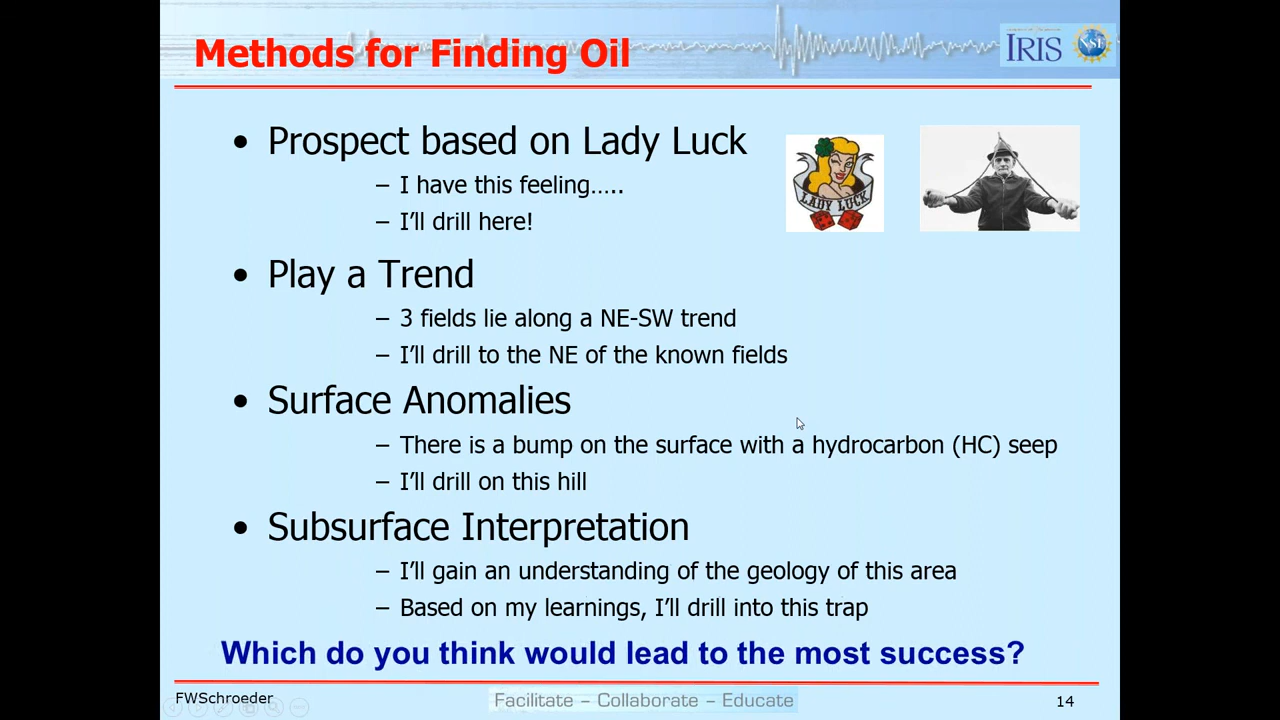 Methods for Finding Oil
IRIS
NSF
• Prospect based on Lady Luck
– I have this feeling…..
– I’ll drill here!
LADY LUCK
• Play a Trend
– 3 fields lie along a NE-SW trend
– I’ll drill to the NE of the known fields
• Surface Anomalies
– There is a bump on the surface with a hydrocarbon (HC) seep
– I’ll drill on this hill
• Subsurface Interpretation
– I’ll gain an understanding of the geology of this area
– Based on my learnings, I’ll drill into this trap
Which do you think would lead to the most success?
FWSchroeder
Facilitate – Collaborate – Educate
14